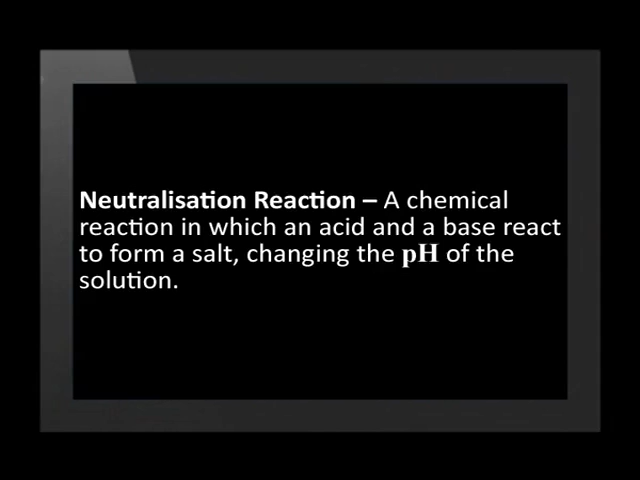 Neutralisation Reaction – A chemical
reaction in which an acid and a base react
to form a salt, changing the pH of the
solution.